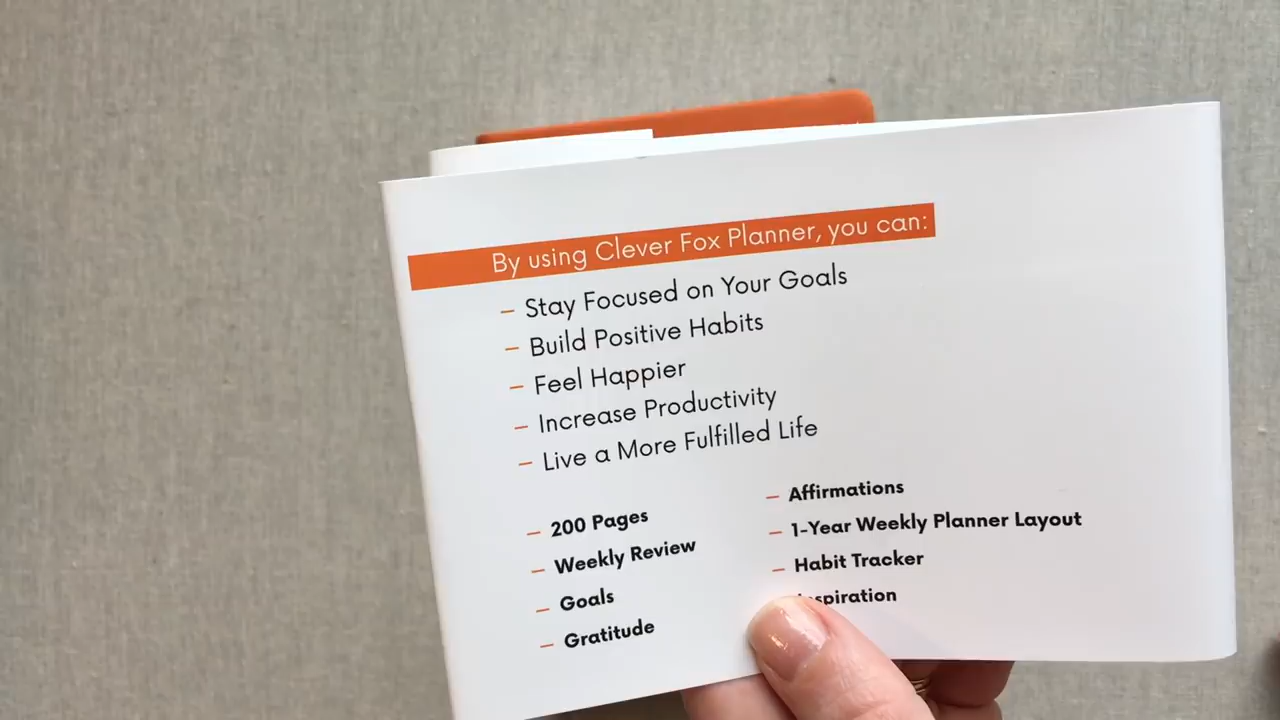 By using Clever Fox Planner, you can:
– Stay Focused on Your Goals
– Build Positive Habits
– Feel Happier
– Increase Productivity
– Live a More Fulfilled Life
– 200 Pages
– Weekly Review
– Goals
– Gratitude
– Affirmations
– 1-Year Weekly Planner Layout
– Habit Tracker
Inspiration